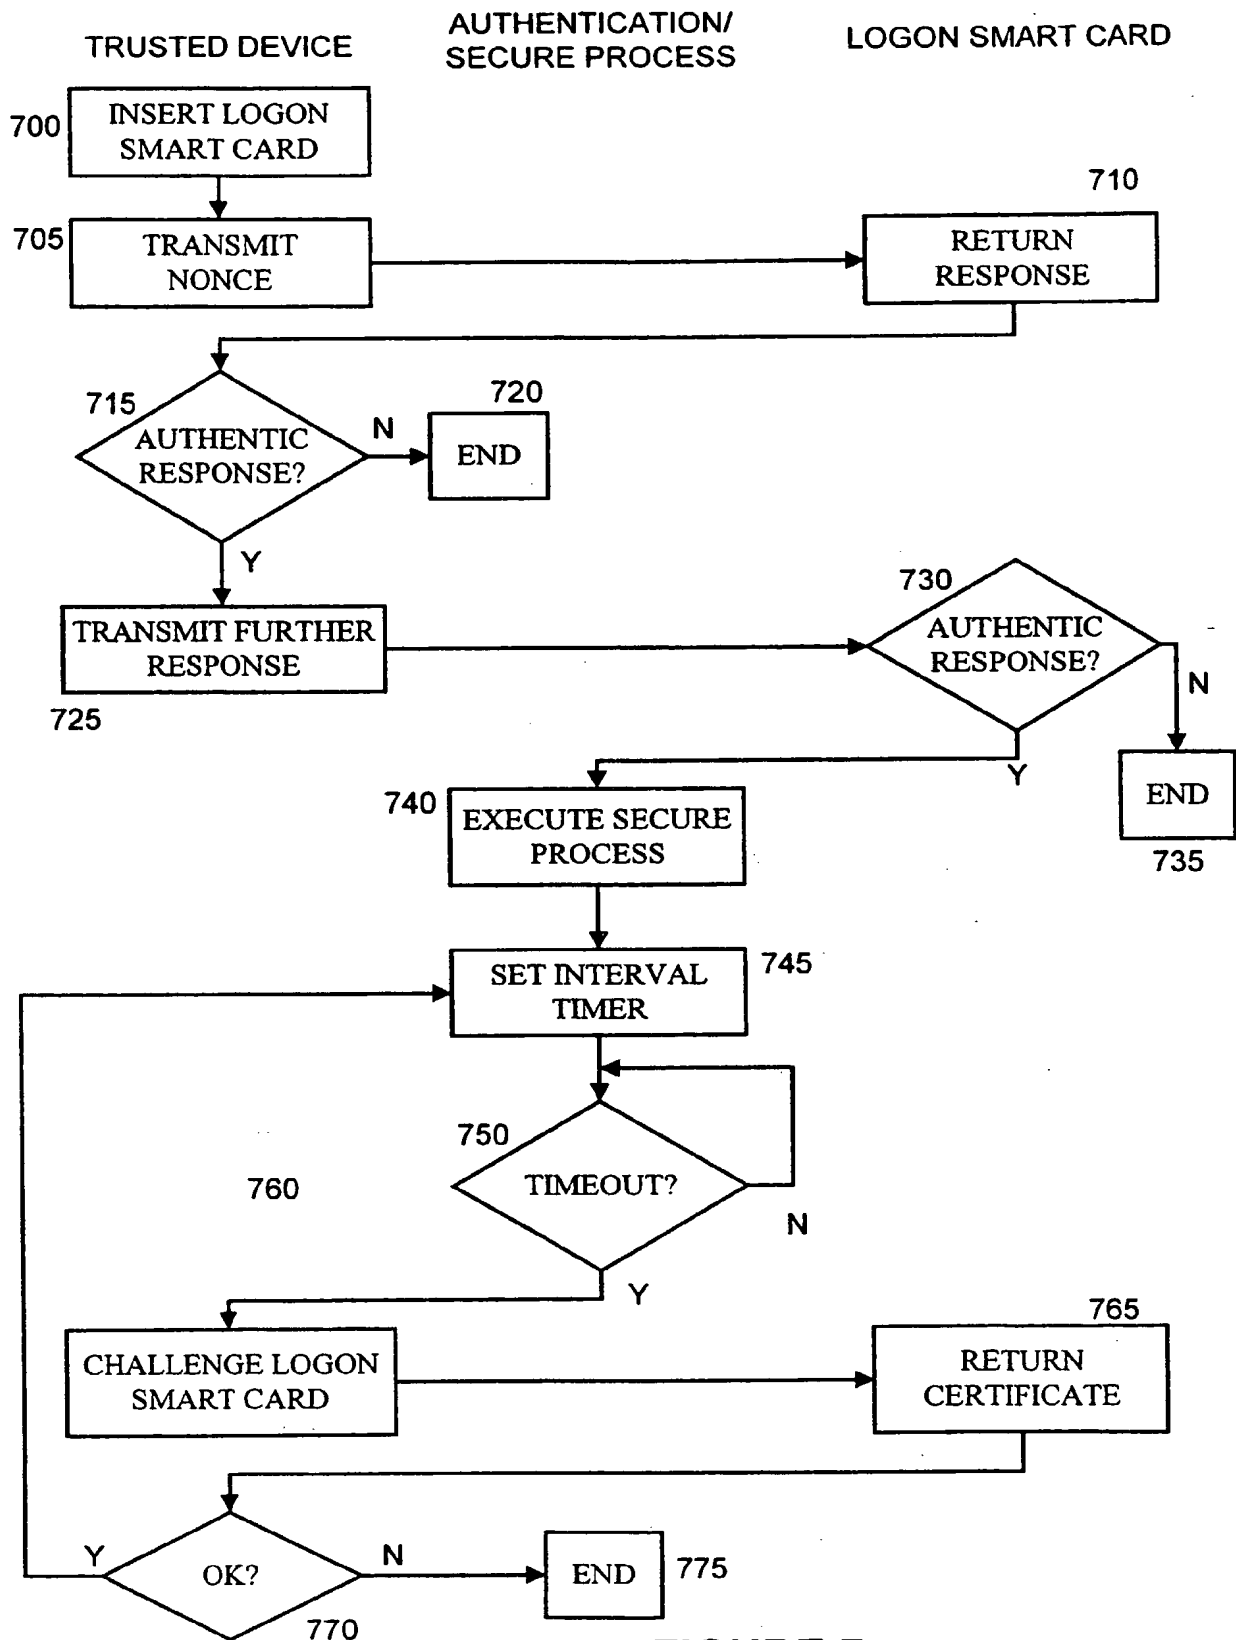 TRUSTED DEVICE
AUTHENTICATION/
SECURE PROCESS
LOGON SMART CARD
700
INSERT LOGON
SMART CARD
705
TRANSMIT
NONCE
710
RETURN
RESPONSE
715
AUTHENTIC
RESPONSE?
N
720
END
Y
TRANSMIT FURTHER
RESPONSE
725
730
AUTHENTIC
RESPONSE?
N
Y
END
735
740
EXECUTE SECURE
PROCESS
SET INTERVAL
TIMER
745
750
TIMEOUT?
N
760
Y
CHALLENGE LOGON
SMART CARD
765
RETURN
CERTIFICATE
Y
OK?
N
770
END
775